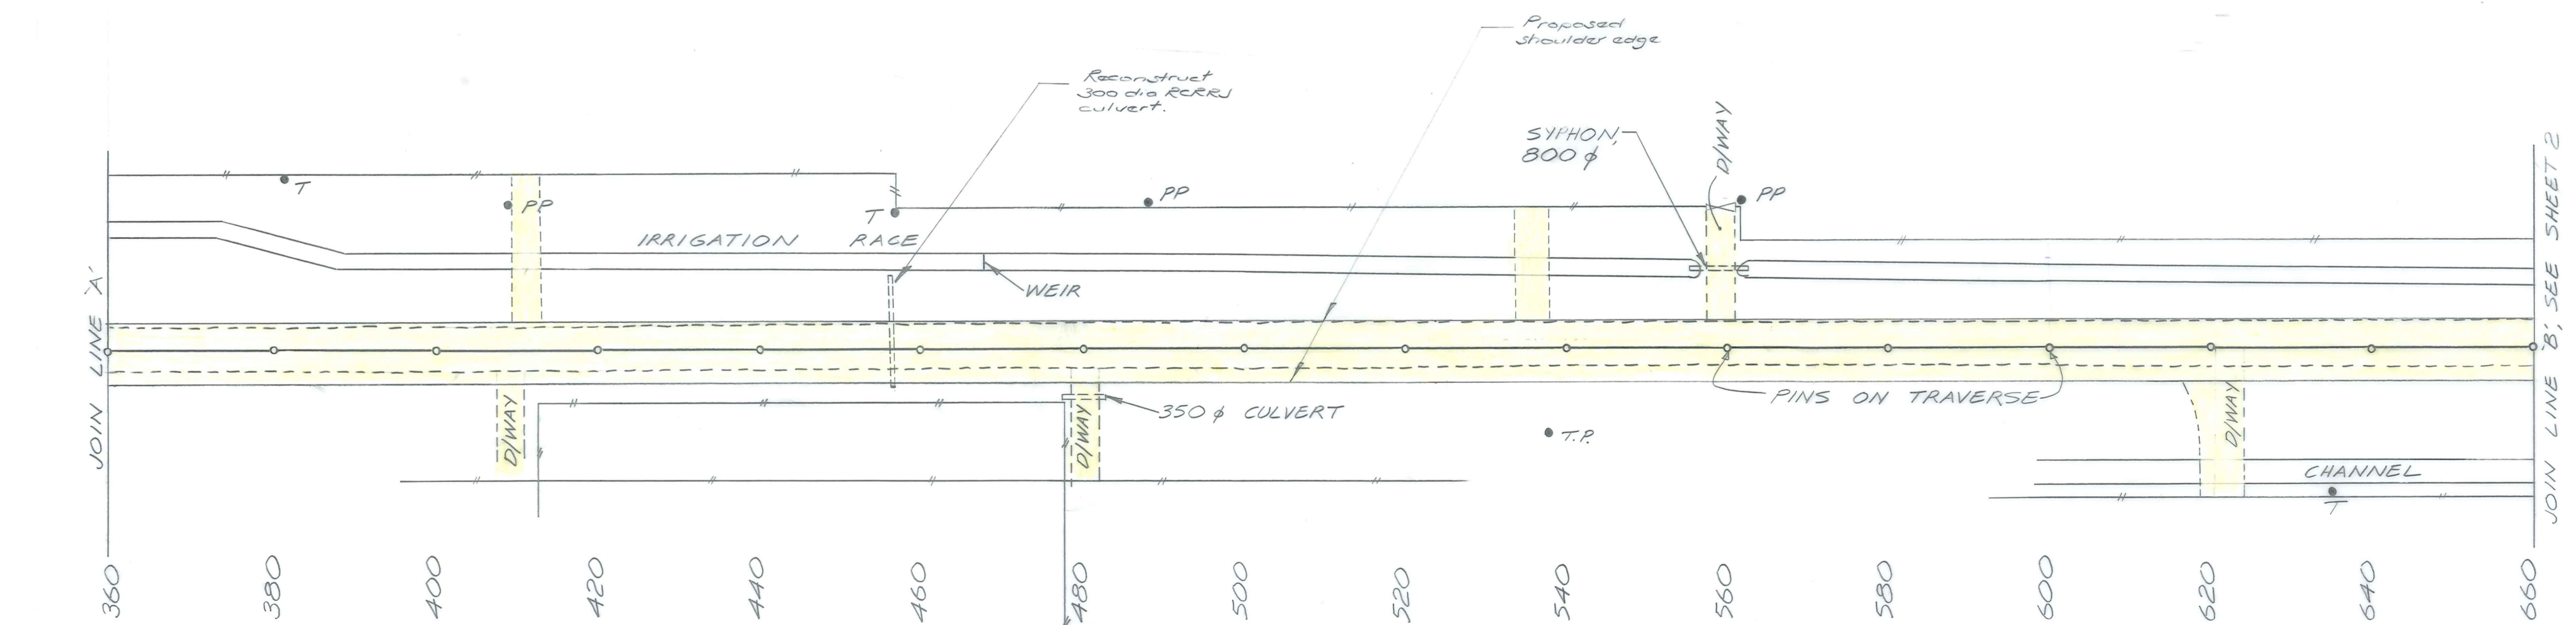 Proposed
shoulder edge
Reconstruct
300 dia RCRRJ
culvert.
SYPHON,
800 ϕ
D/WAY
PP
T
PP
T
PP
IRRIGATION RACE
WEIR
JOIN LINE 'A'
JOIN LINE 'B', SEE SHEET 2
PINS ON TRAVERSE
D/WAY
D/WAY
350 ϕ CULVERT
T.P.
D/WAY
CHANNEL
T
360
380
400
420
440
460
480
500
520
540
560
580
600
620
640
660